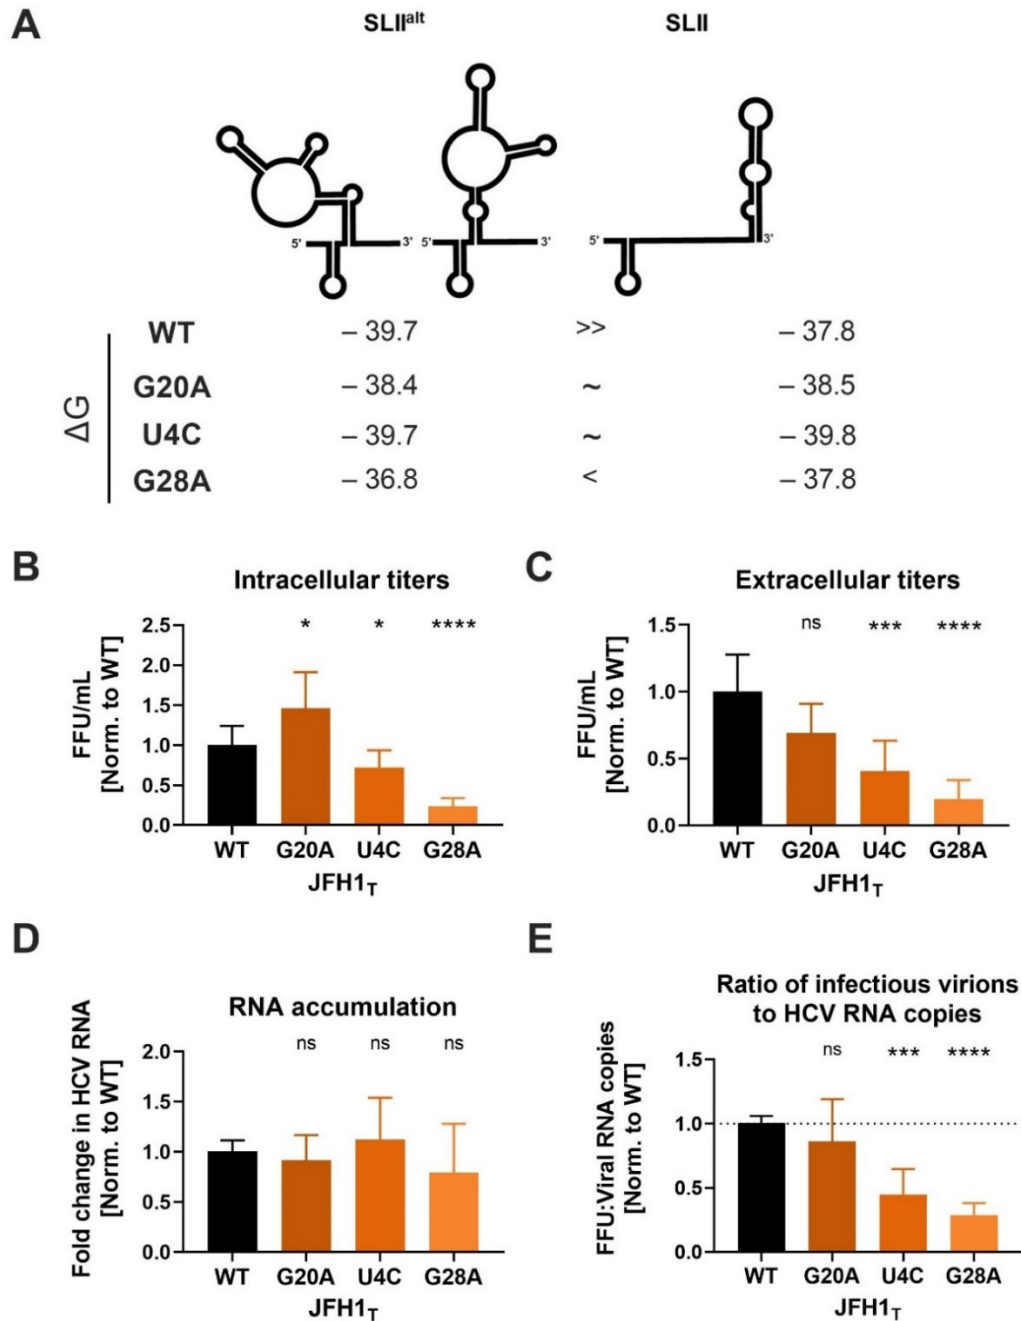 A
SLII^alt SLII
5' 3' 5' 3' 5' 3'
ΔG
WT – 39.7 >> – 37.8
G20A – 38.4 ~ – 38.5
U4C – 39.7 ~ – 39.8
G28A – 36.8 < – 37.8
B
Intracellular titers
FFU/mL
[Norm. to WT]
2.5
2.0
1.5
1.0
0.5
0.0
* * ****
WT G20A U4C G28A
JFH1_T
C
Extracellular titers
FFU/mL
[Norm. to WT]
1.5
1.0
0.5
0.0
ns *** ****
WT G20A U4C G28A
JFH1_T
D
RNA accumulation
Fold change in HCV RNA
[Norm. to WT]
2.0
1.5
1.0
0.5
0.0
ns ns ns
WT G20A U4C G28A
JFH1_T
E
Ratio of infectious virions
to HCV RNA copies
FFU:Viral RNA copies
[Norm. to WT]
1.5
1.0
0.5
0.0
ns *** ****
WT G20A U4C G28A
JFH1_T